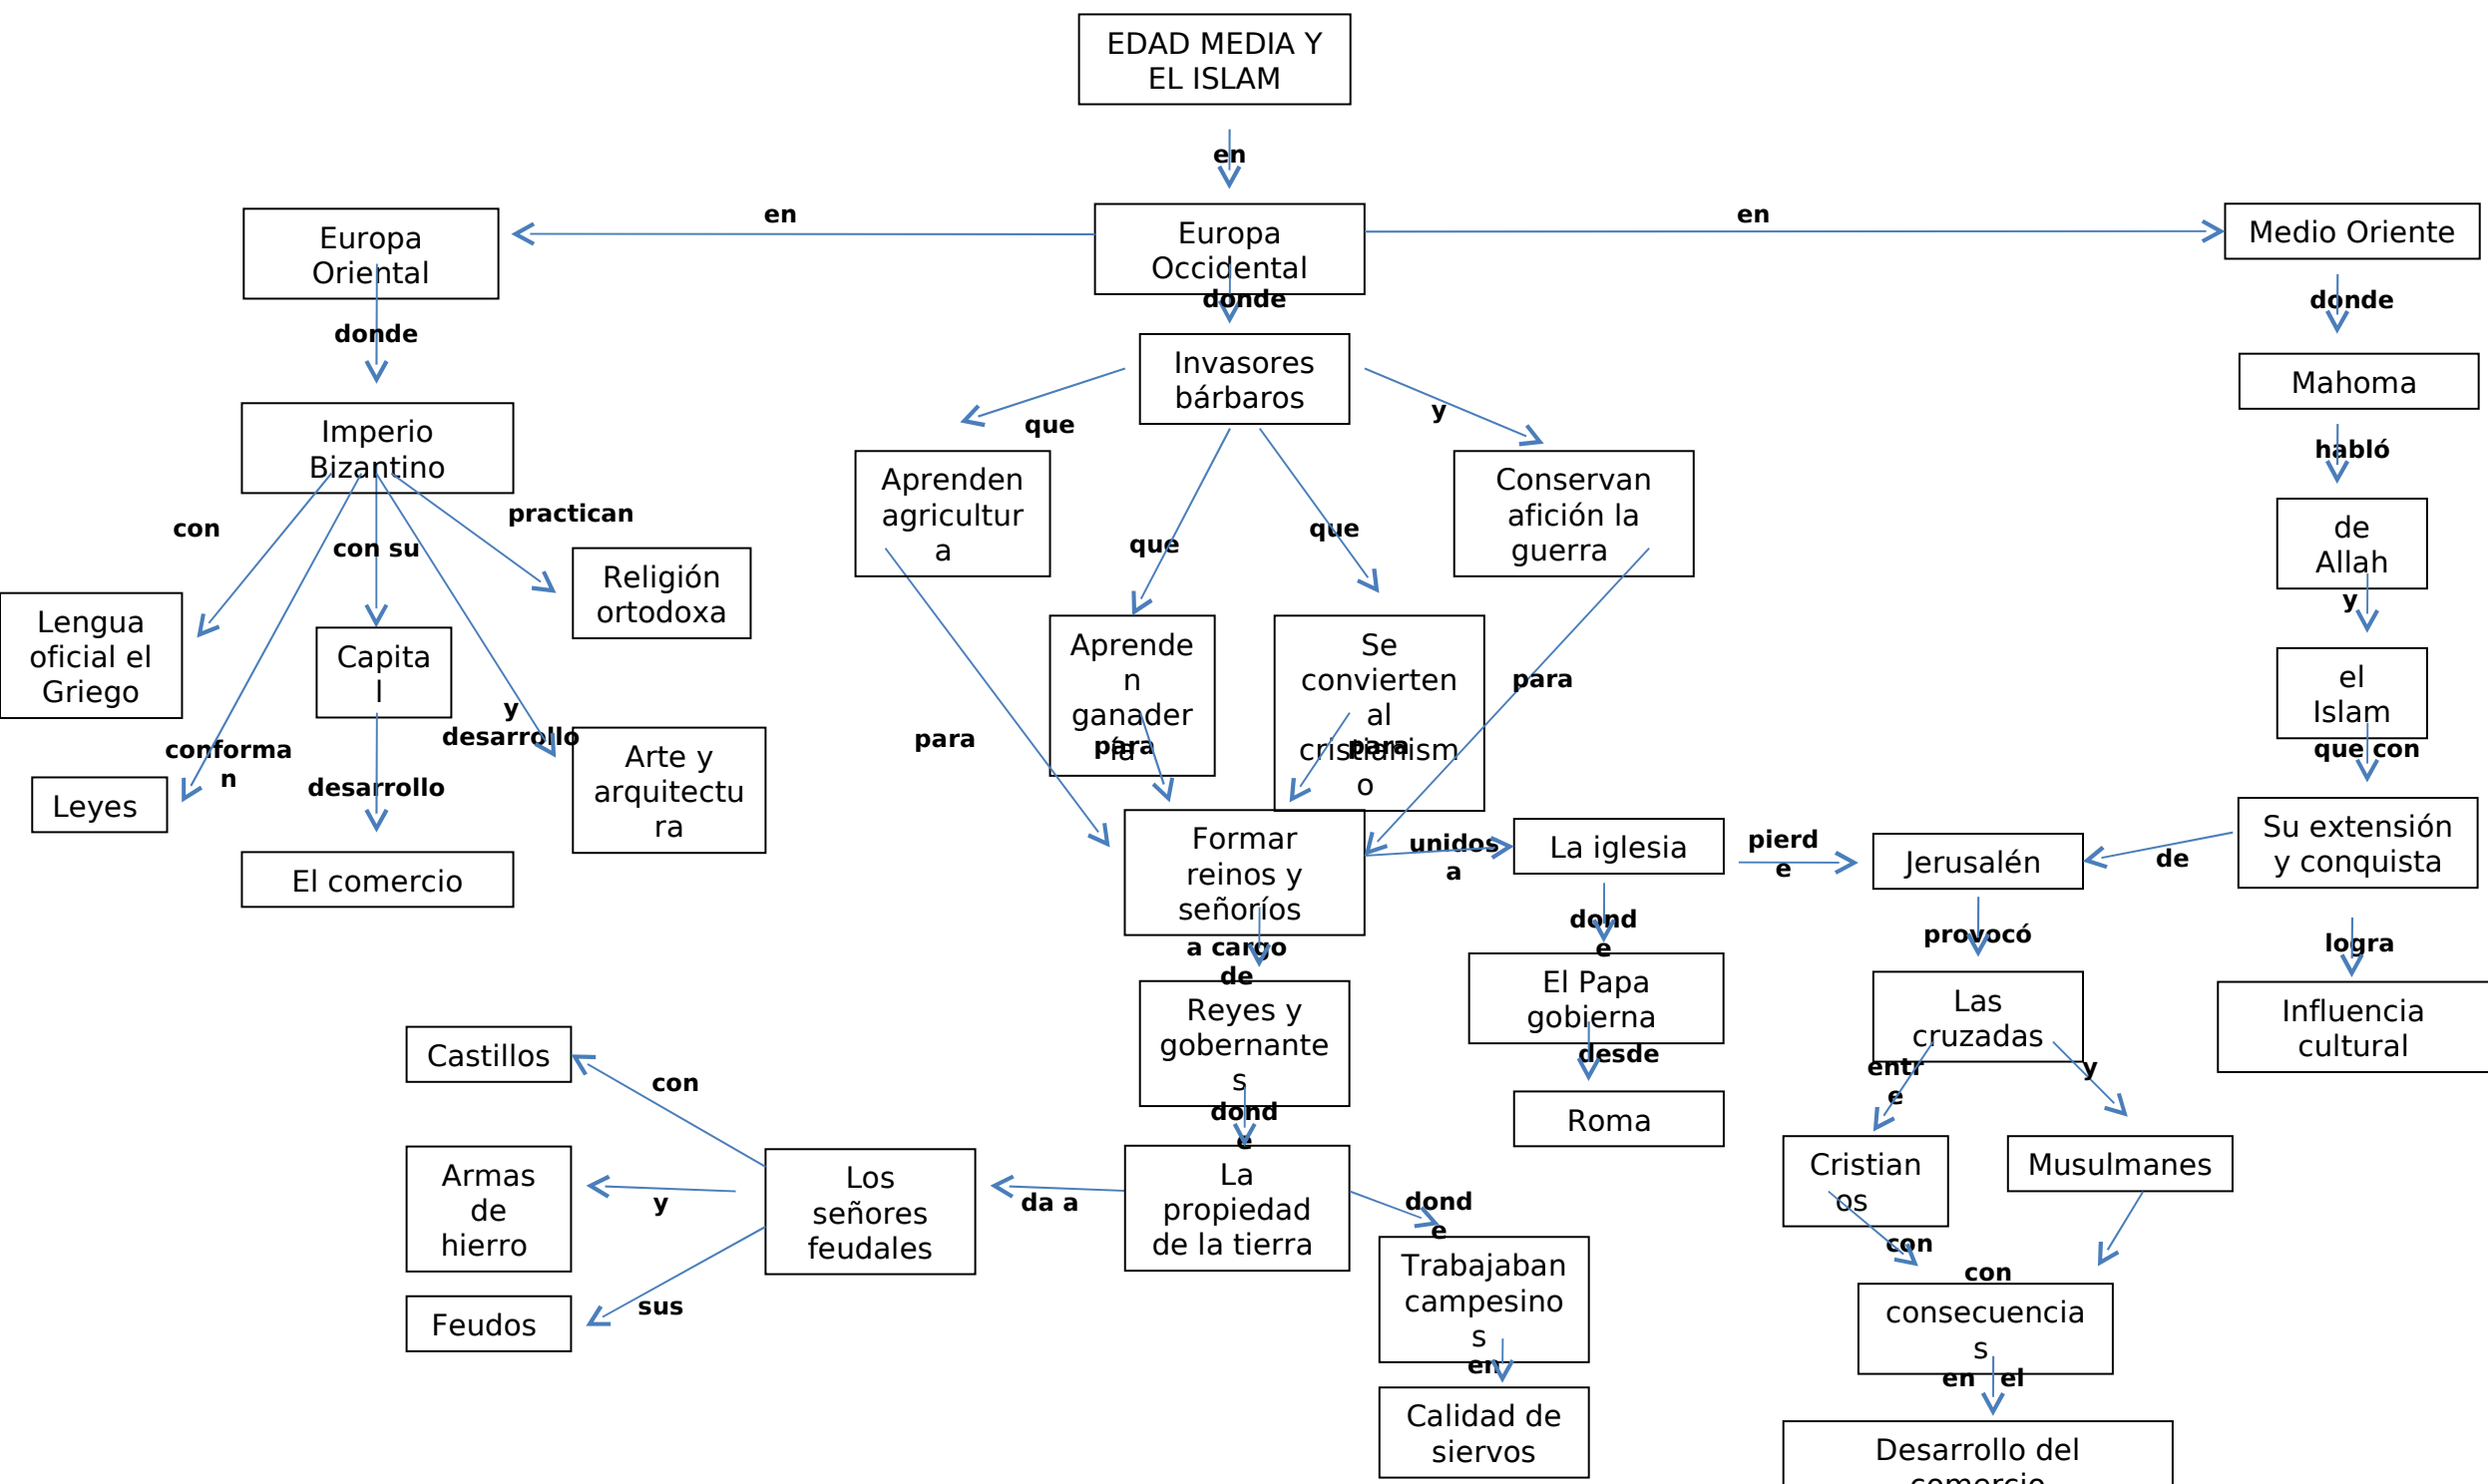 EDAD MEDIA Y
EL ISLAM
en
en
en
Europa
Oriental
Europa
Occidental
Medio Oriente
donde
donde
donde
Invasores
bárbaros
Mahoma
que
y
habló
Imperio
Bizantino
Aprenden
agricultur
a
Conservan
afición la
guerra
de
Allah
con
con su
practican
que
que
y
Religión
ortodoxa
Lengua
oficial el
Griego
Capita
l
Aprende
n
ganader
ía
Se
convierten
al
cristianism
o
el
Islam
para
para
para
para
que con
conforma
n
y
desarrolló
desarrollo
Leyes
Arte y
arquitectu
ra
El comercio
Formar
reinos y
señoríos
unidos
a
La iglesia
pierd
e
Jerusalén
de
Su extensión
y conquista
a cargo
de
dond
e
provocó
logra
Reyes y
gobernante
s
El Papa
gobierna
Las
cruzadas
Influencia
cultural
Castillos
con
desde
entr
e
y
dond
e
Roma
Cristian
os
Musulmanes
Armas
de
hierro
y
Los
señores
feudales
da a
La
propiedad
de la tierra
dond
e
con
con
Feudos
sus
Trabajaban
campesino
s
consecuencia
s
en
en el
Calidad de
siervos
Desarrollo del
comercio